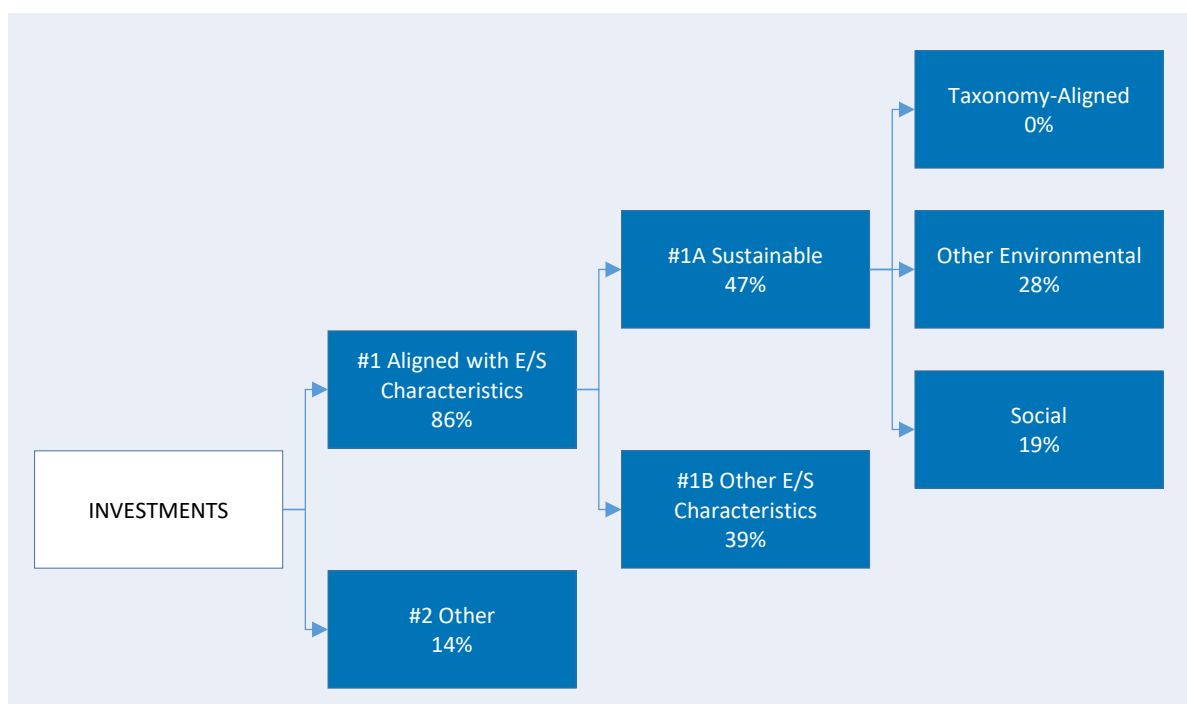 INVESTMENTS
#1 Aligned with E/S
Characteristics
86%
#2 Other
14%
#1A Sustainable
47%
#1B Other E/S
Characteristics
39%
Taxonomy-Aligned
0%
Other Environmental
28%
Social
19%